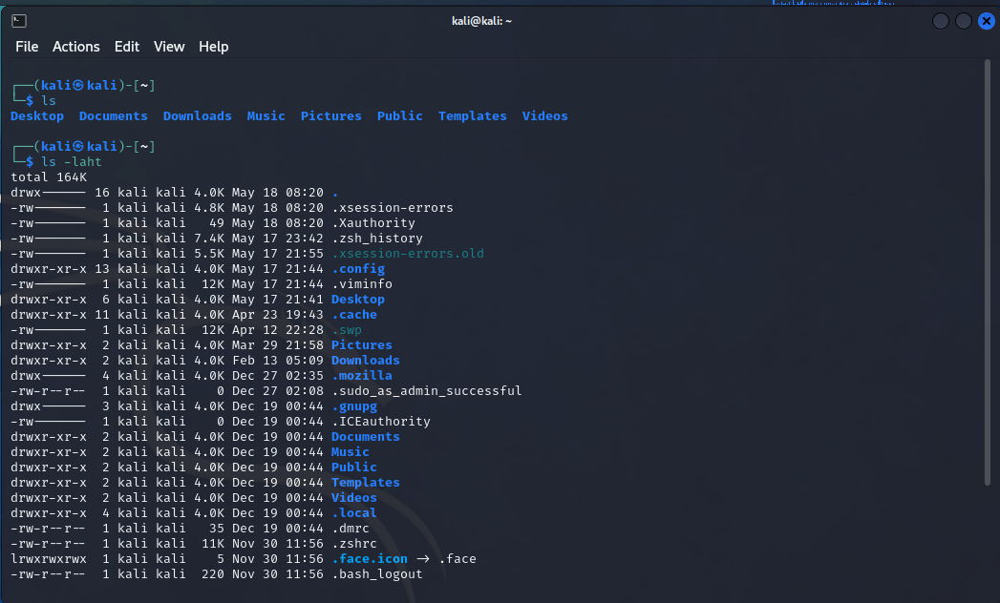 kali@kali: ~
File Actions Edit View Help
┌──(kali㉿kali)-[~]
└─$ ls
Desktop Documents Downloads Music Pictures Public Templates Videos
┌──(kali㉿kali)-[~]
└─$ ls -laht
total 164K
drwx------ 16 kali kali 4.0K May 18 08:20 .
-rw------- 1 kali kali 4.8K May 18 08:20 .xsession-errors
-rw------- 1 kali kali 49 May 18 08:20 .Xauthority
-rw------- 1 kali kali 7.4K May 17 23:42 .zsh_history
-rw------- 1 kali kali 5.5K May 17 21:55 .xsession-errors.old
drwxr-xr-x 13 kali kali 4.0K May 17 21:44 .config
-rw------- 1 kali kali 12K May 17 21:44 .viminfo
drwxr-xr-x 6 kali kali 4.0K May 17 21:41 Desktop
drwxr-xr-x 11 kali kali 4.0K Apr 23 19:43 .cache
-rw------- 1 kali kali 12K Apr 12 22:28 .swp
drwxr-xr-x 2 kali kali 4.0K Mar 29 21:58 Pictures
drwxr-xr-x 2 kali kali 4.0K Feb 13 05:09 Downloads
drwx------ 4 kali kali 4.0K Dec 27 02:35 .mozilla
-rw-r--r-- 1 kali kali 0 Dec 27 02:08 .sudo_as_admin_successful
drwx------ 3 kali kali 4.0K Dec 19 00:44 .gnupg
-rw------- 1 kali kali 0 Dec 19 00:44 .ICEauthority
drwxr-xr-x 2 kali kali 4.0K Dec 19 00:44 Documents
drwxr-xr-x 2 kali kali 4.0K Dec 19 00:44 Music
drwxr-xr-x 2 kali kali 4.0K Dec 19 00:44 Public
drwxr-xr-x 2 kali kali 4.0K Dec 19 00:44 Templates
drwxr-xr-x 2 kali kali 4.0K Dec 19 00:44 Videos
drwxr-xr-x 4 kali kali 4.0K Dec 19 00:44 .local
-rw-r--r-- 1 kali kali 35 Dec 19 00:44 .dmrc
-rw-r--r-- 1 kali kali 11K Nov 30 11:56 .zshrc
lrwxrwxrwx 1 kali kali 5 Nov 30 11:56 .face.icon -> .face
-rw-r--r-- 1 kali kali 220 Nov 30 11:56 .bash_logout